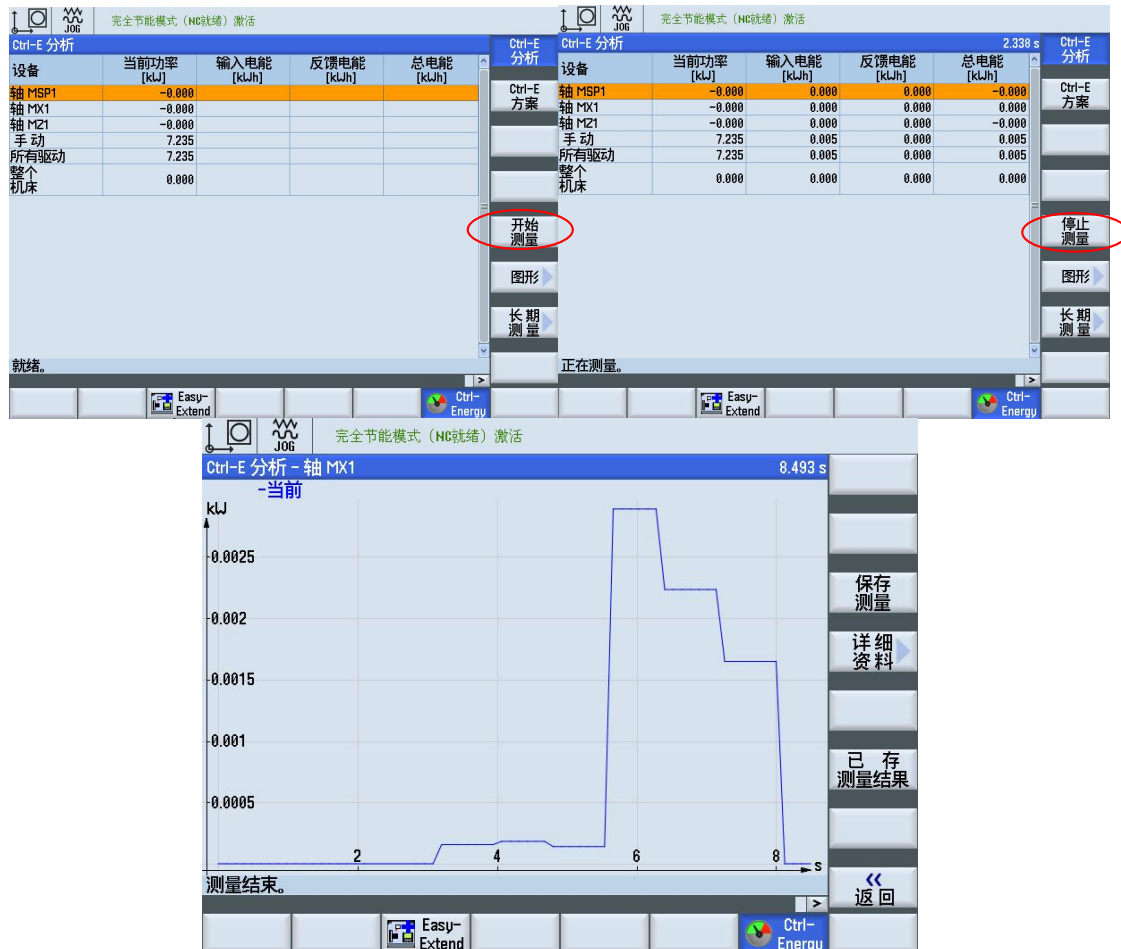 JOG
完全节能模式（NC就绪）激活
Ctrl-E 分析
Ctrl-E
分析
设备
当前功率
[kW]
输入电能
[kWh]
反馈电能
[kWh]
总电能
[kWh]
轴 MSP1 -0.000
轴 MX1 -0.000
轴 MZ1 -0.000
手 动 7.235
所有驱动 7.235
整个
机床
0.000
Ctrl-E
方案
开始
测量
图形
长 期
测 量
就绪。
Easy-
Extend
Ctrl-
Energy
JOG
完全节能模式（NC就绪）激活
Ctrl-E 分析 2.338 s
Ctrl-E
分析
设备
当前功率
[kW]
输入电能
[kWh]
反馈电能
[kWh]
总电能
[kWh]
轴 MSP1 -0.000 0.000 0.000 -0.000
轴 MX1 -0.000 0.000 0.000 0.000
轴 MZ1 -0.000 0.000 0.000 -0.000
手 动 7.235 0.005 0.000 0.005
所有驱动 7.235 0.005 0.000 0.005
整个
机床
0.000 0.000 0.000 0.000
Ctrl-E
方案
停止
测量
图形
长 期
测 量
正在测量。
Easy-
Extend
Ctrl-
Energy
JOG
完全节能模式（NC就绪）激活
Ctrl-E 分析 - 轴 MX1 8.493 s
-当前
kW
0.0025
0.002
0.0015
0.001
0.0005
2 4 6 8 s
保存
测量
详 细
资 料
已 存
测量结果
返 回
测量结束。
Easy-
Extend
Ctrl-
Energy